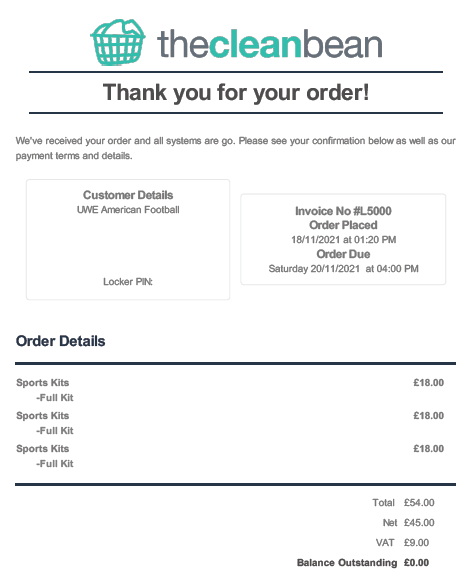 thecleanbean
Thank you for your order!
We've received your order and all systems are go. Please see your confirmation below as well as our
payment terms and details.
Customer Details
UWE American Football
Locker PIN:
Invoice No #L5000
Order Placed
18/11/2021 at 01:20 PM
Order Due
Saturday 20/11/2021 at 04:00 PM
Order Details
Sports Kits £18.00
-Full Kit
Sports Kits £18.00
-Full Kit
Sports Kits £18.00
-Full Kit
Total £54.00
Net £45.00
VAT £9.00
Balance Outstanding £0.00